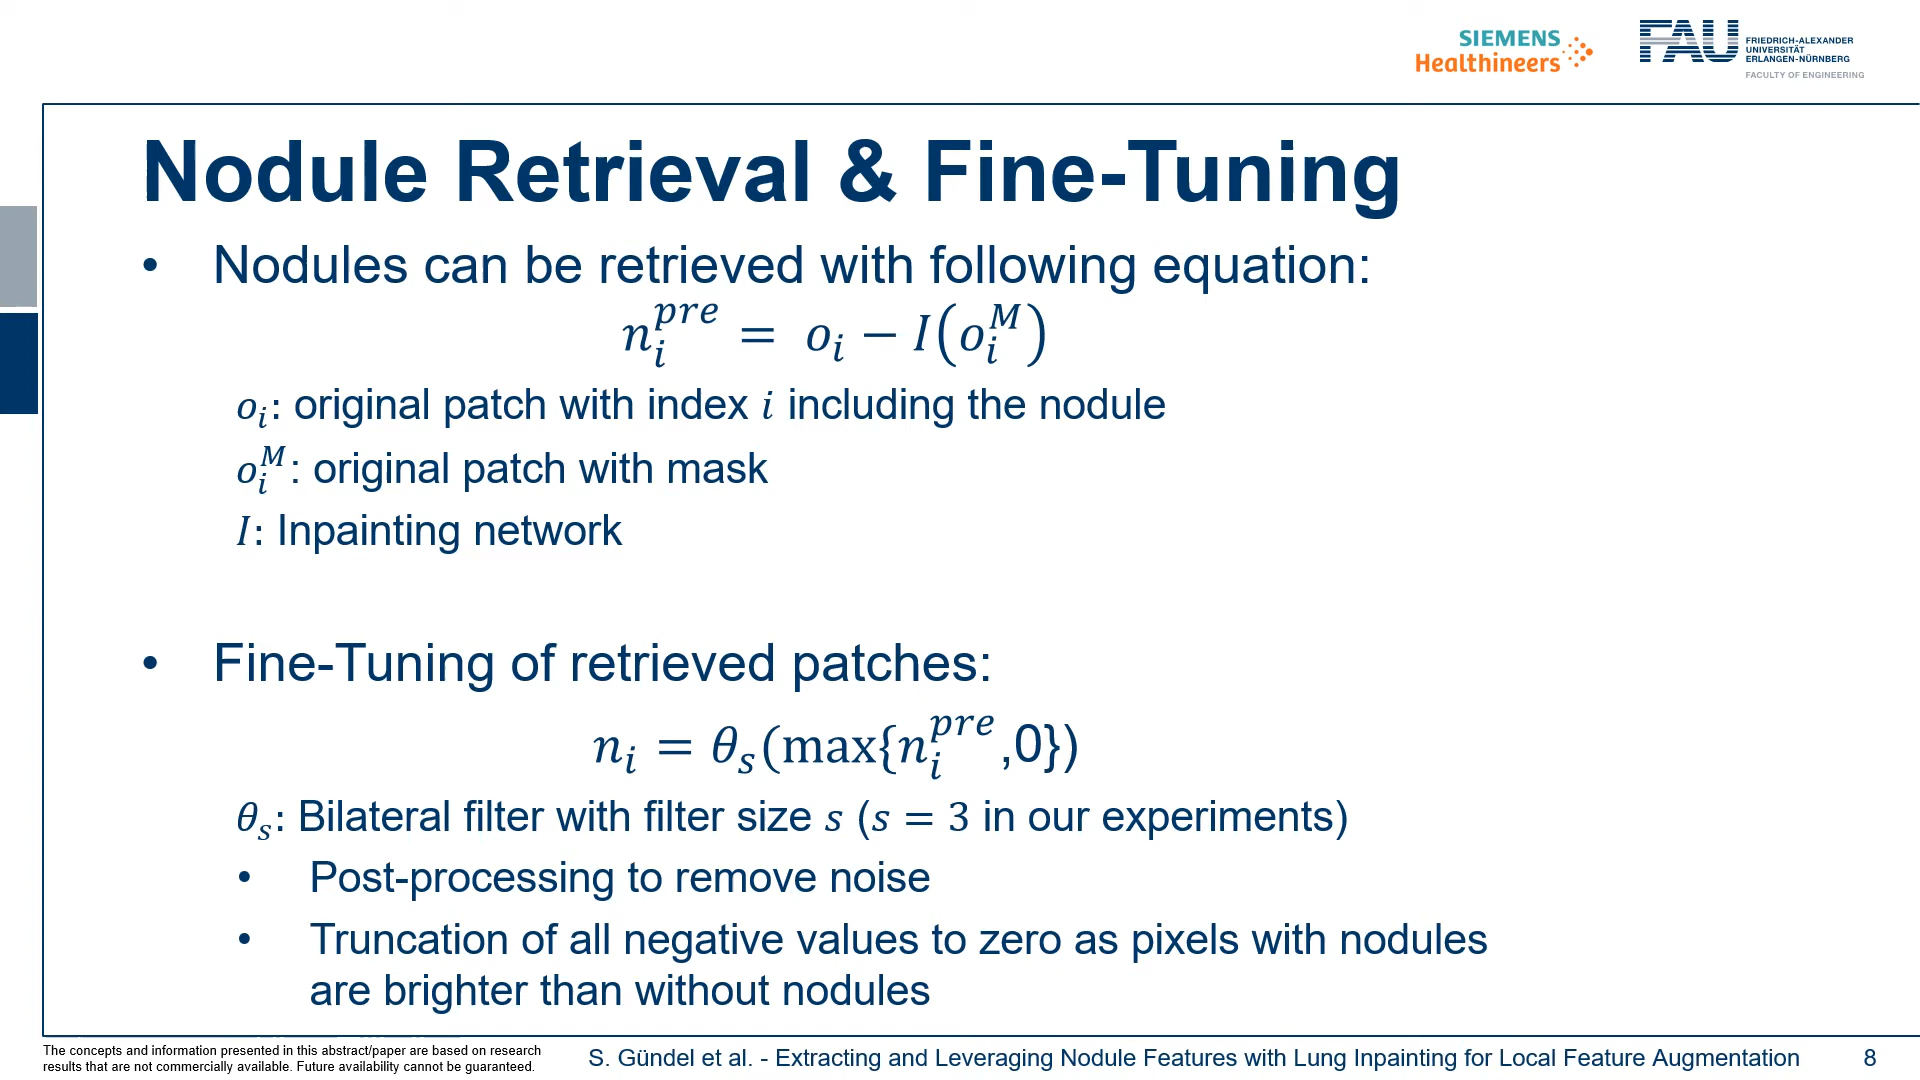 SIEMENS
Healthineers
FAU
FRIEDRICH-ALEXANDER
UNIVERSITÄT
ERLANGEN-NÜRNBERG
FACULTY OF ENGINEERING
Nodule Retrieval & Fine-Tuning
• Nodules can be retrieved with following equation:
n_i^{pre} = o_i − I(o_i^M)
o_i: original patch with index i including the nodule
o_i^M: original patch with mask
I: Inpainting network
• Fine-Tuning of retrieved patches:
n_i = θ_s(max{n_i^{pre},0})
θ_s: Bilateral filter with filter size s (s = 3 in our experiments)
• Post-processing to remove noise
• Truncation of all negative values to zero as pixels with nodules
are brighter than without nodules
The concepts and information presented in this abstract/paper are based on research
results that are not commercially available. Future availability cannot be guaranteed.
S. Gündel et al. - Extracting and Leveraging Nodule Features with Lung Inpainting for Local Feature Augmentation
8